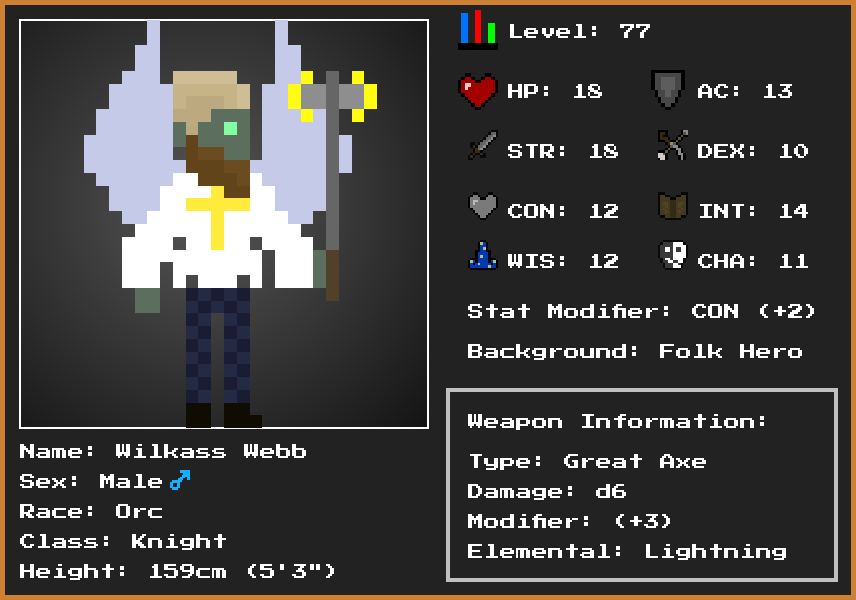 Level: 77
HP: 18
AC: 13
STR: 18
DEX: 10
CON: 12
INT: 14
WIS: 12
CHA: 11
Stat Modifier: CON (+2)
Background: Folk Hero
Weapon Information:
Type: Great Axe
Damage: d6
Modifier: (+3)
Elemental: Lightning
Name: Wilkass Webb
Sex: Male♂
Race: Orc
Class: Knight
Height: 159cm (5'3")